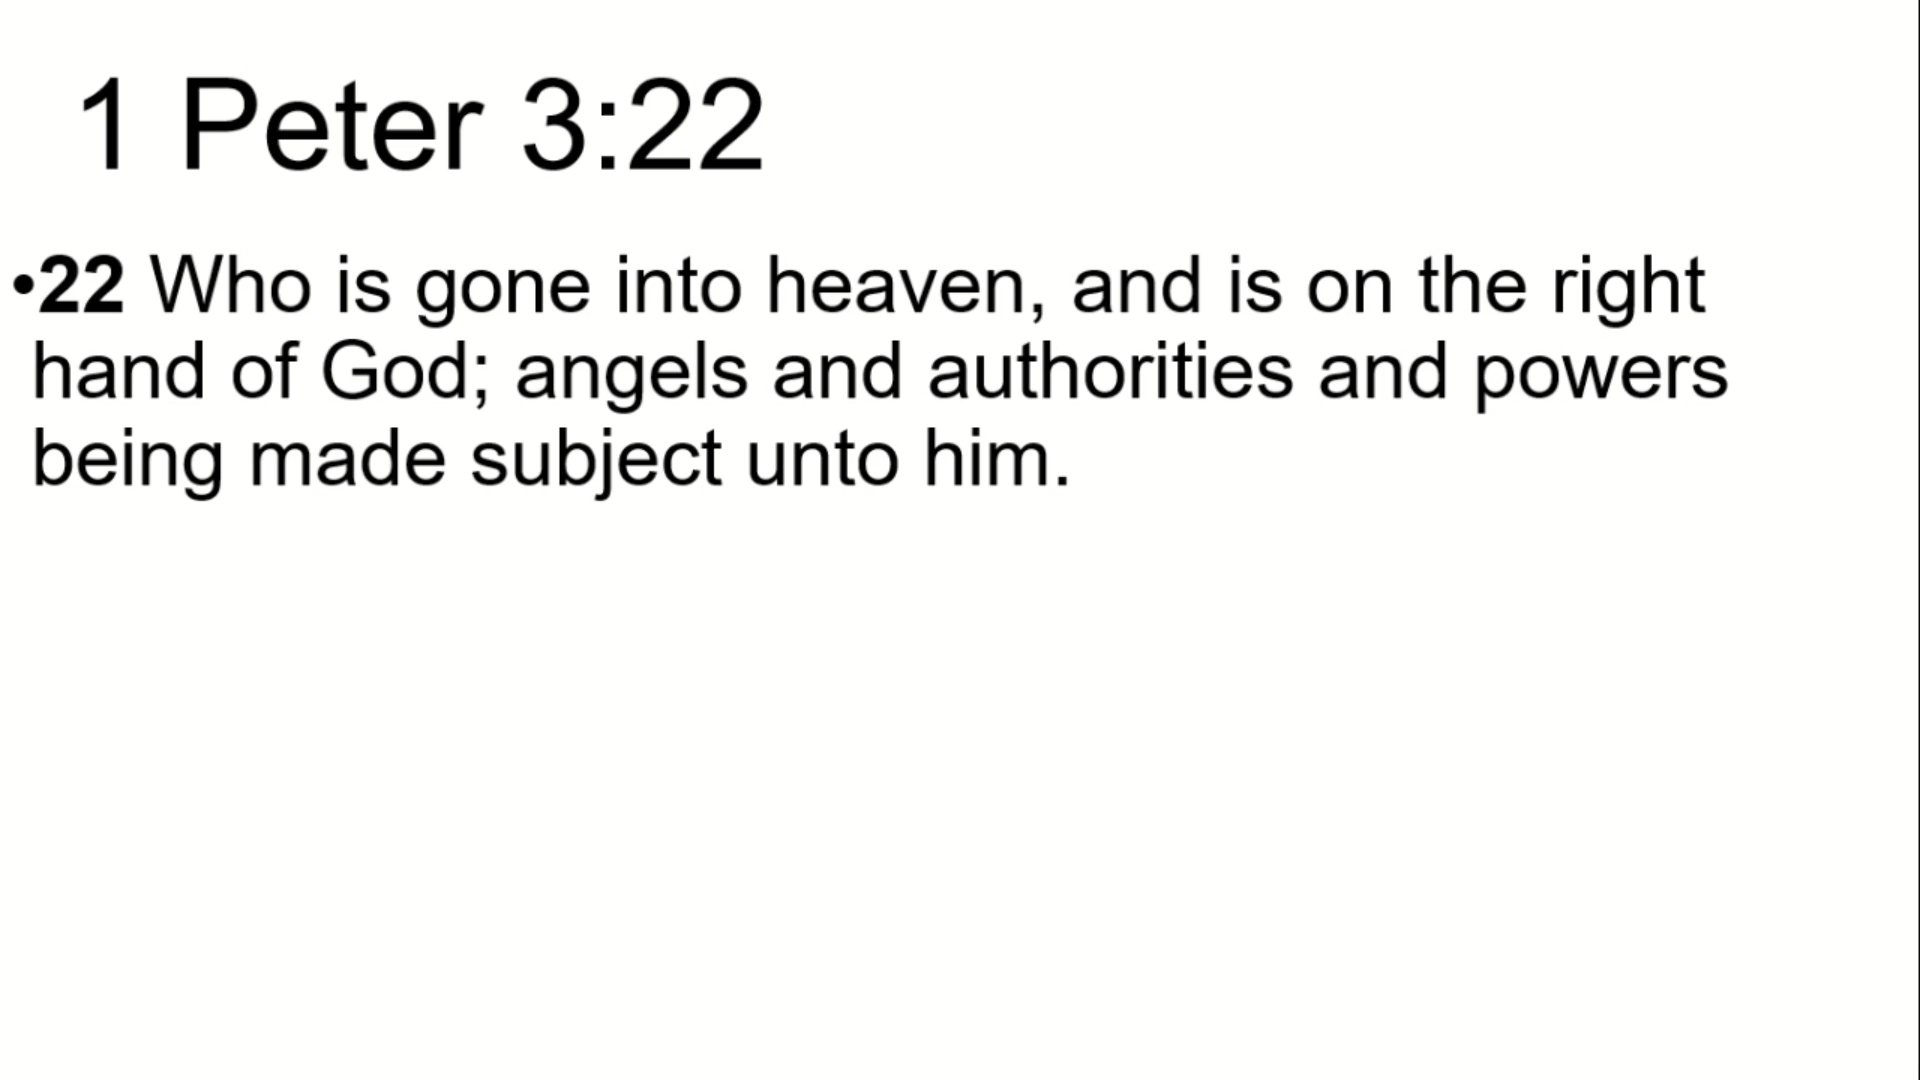 1 Peter 3:22
•22 Who is gone into heaven, and is on the right
hand of God; angels and authorities and powers
being made subject unto him.